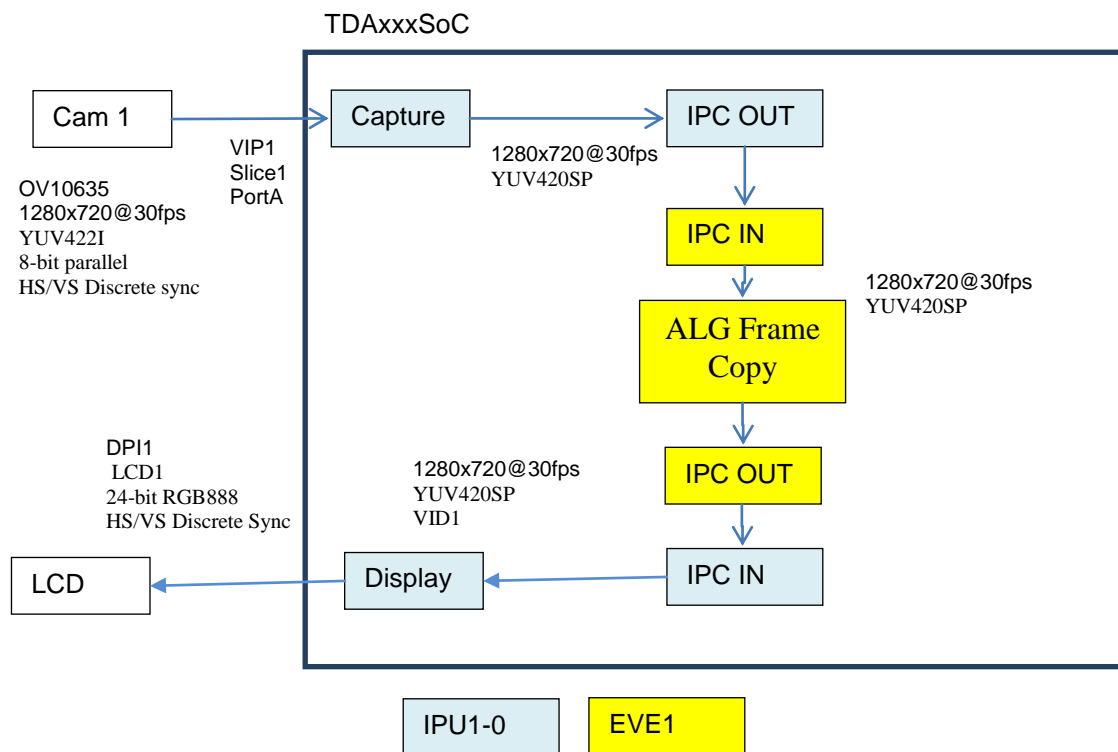 TDAxxxSoC
Cam 1
Capture
IPC OUT
VIP1
Slice1
PortA
1280x720@30fps
YUV420SP
OV10635
1280x720@30fps
YUV422I
8-bit parallel
HS/VS Discrete sync
IPC IN
1280x720@30fps
YUV420SP
ALG Frame
Copy
DPI1
LCD1
24-bit RGB888
HS/VS Discrete Sync
1280x720@30fps
YUV420SP
VID1
IPC OUT
LCD
Display
IPC IN
IPU1-0
EVE1